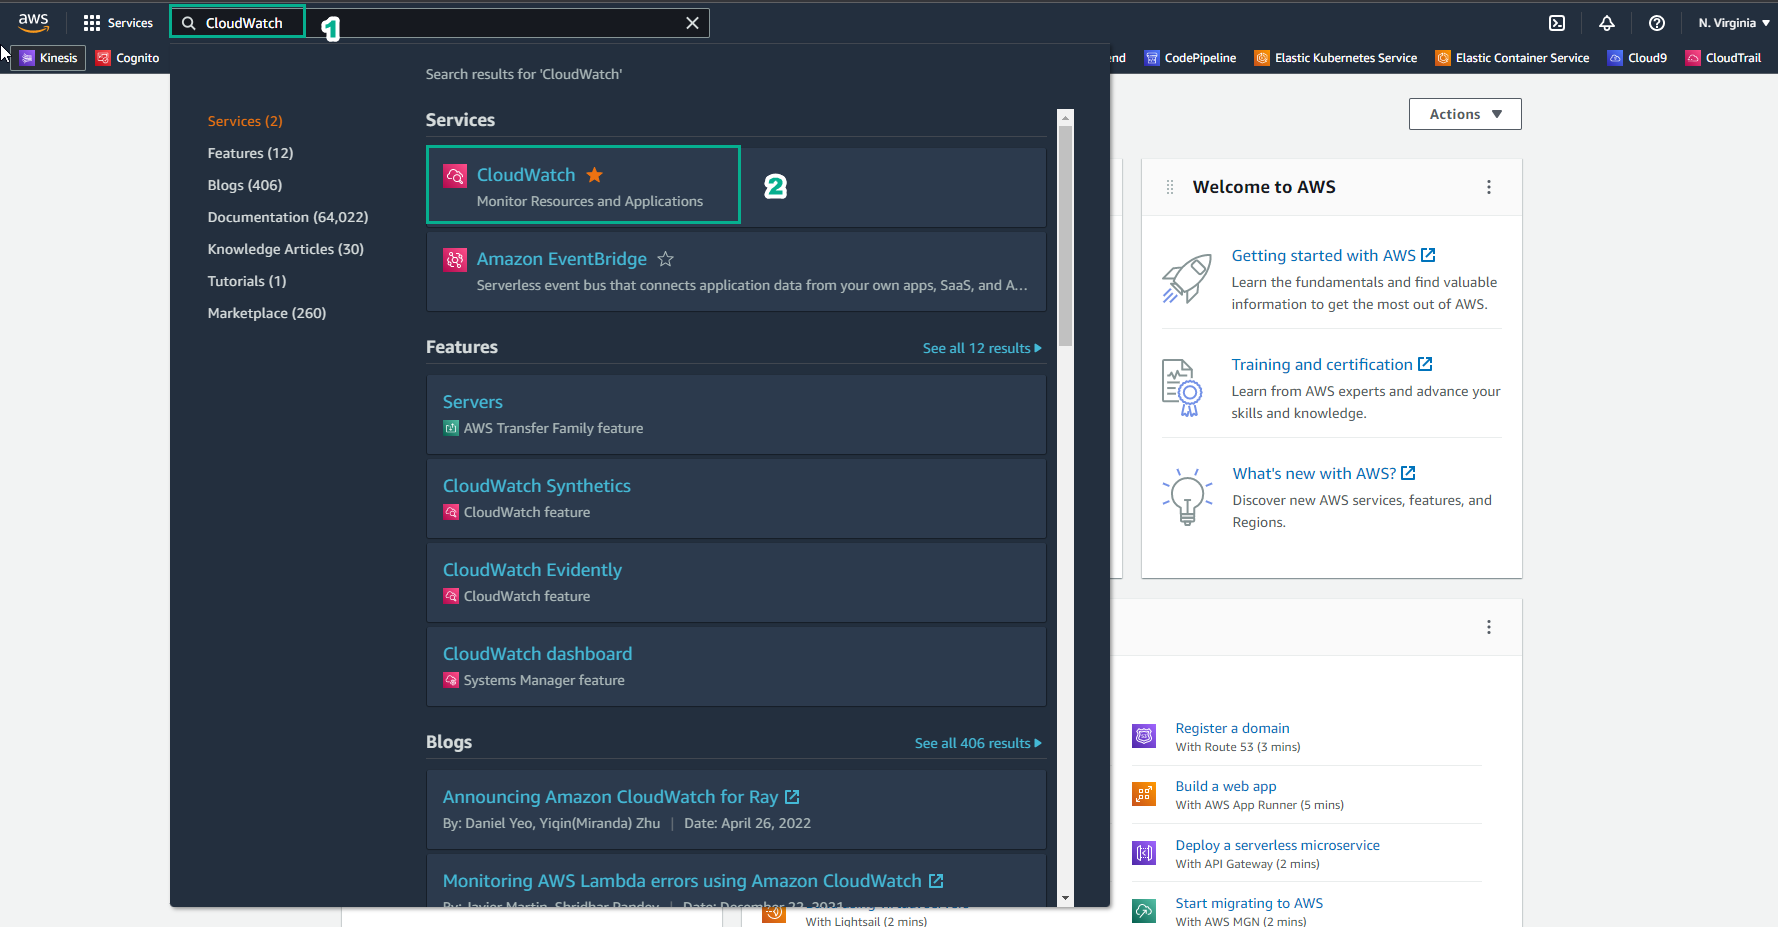 aws
Services
CloudWatch
1
N. Virginia
Kinesis
Cognito
nd
CodePipeline
Elastic Kubernetes Service
Elastic Container Service
Cloud9
CloudTrail
Search results for 'CloudWatch'
Services (2)
Features (12)
Blogs (406)
Documentation (64,022)
Knowledge Articles (30)
Tutorials (1)
Marketplace (260)
Services
CloudWatch
Monitor Resources and Applications
2
Amazon EventBridge
Serverless event bus that connects application data from your own apps, SaaS, and A...
Features
See all 12 results
Servers
AWS Transfer Family feature
CloudWatch Synthetics
CloudWatch feature
CloudWatch Evidently
CloudWatch feature
CloudWatch dashboard
Systems Manager feature
Blogs
See all 406 results
Announcing Amazon CloudWatch for Ray
By: Daniel Yeo, Yiqin(Miranda) Zhu | Date: April 26, 2022
Monitoring AWS Lambda errors using Amazon CloudWatch
By: Javier Martin, Shridhar Pandey | Date: December 22, 2021
Actions
Welcome to AWS
Getting started with AWS
Learn the fundamentals and find valuable
information to get the most out of AWS.
Training and certification
Learn from AWS experts and advance your
skills and knowledge.
What's new with AWS?
Discover new AWS services, features, and
Regions.
Register a domain
With Route 53 (3 mins)
Build a web app
With AWS App Runner (5 mins)
Deploy a serverless microservice
With API Gateway (2 mins)
Start migrating to AWS
With AWS MGN (2 mins)
With Lightsail (2 mins)